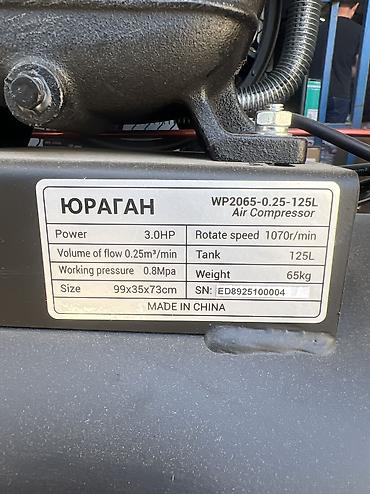 ЮРАГАН WP2065-0.25-125L
Air Compressor
Power 3.0HP Rotate speed 1070r/min
Volume of flow 0.25m³/min Tank 125L
Working pressure 0.8Mpa Weight 65kg
Size 99x35x73cm SN: ED8925100004
MADE IN CHINA